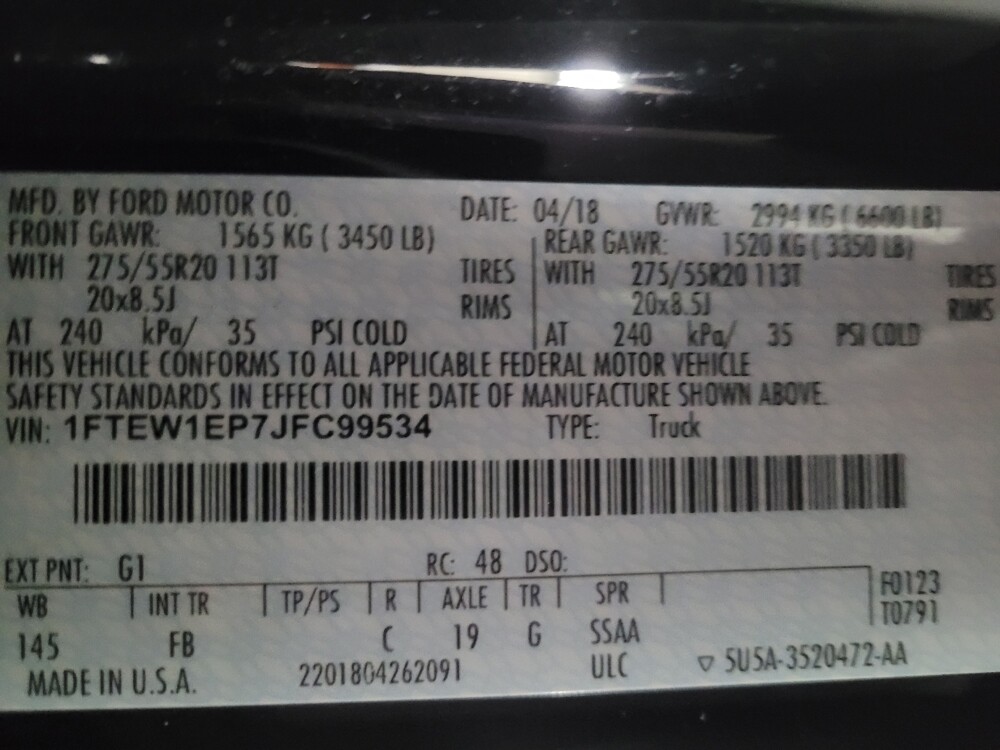 MFD. BY FORD MOTOR CO. DATE: 04/18 GVWR: 2994 KG ( 6600 LB)
FRONT GAWR: 1565 KG ( 3450 LB) REAR GAWR: 1520 KG ( 3350 LB)
WITH 275/55R20 113T TIRES WITH 275/55R20 113T TIRES
20x8.5J RIMS 20x8.5J RIMS
AT 240 kPa/ 35 PSI COLD AT 240 kPa/ 35 PSI COLD
THIS VEHICLE CONFORMS TO ALL APPLICABLE FEDERAL MOTOR VEHICLE
SAFETY STANDARDS IN EFFECT ON THE DATE OF MANUFACTURE SHOWN ABOVE.
VIN: 1FTEW1EP7JFC99534 TYPE: Truck
EXT PNT: G1 RC: 48 DSO:
WB INT TR TP/PS R AXLE TR SPR F0123
T0791
145 FB C 19 G SSAA
MADE IN U.S.A. 2201804262091 ULC ▽ 5U5A-3520472-AA